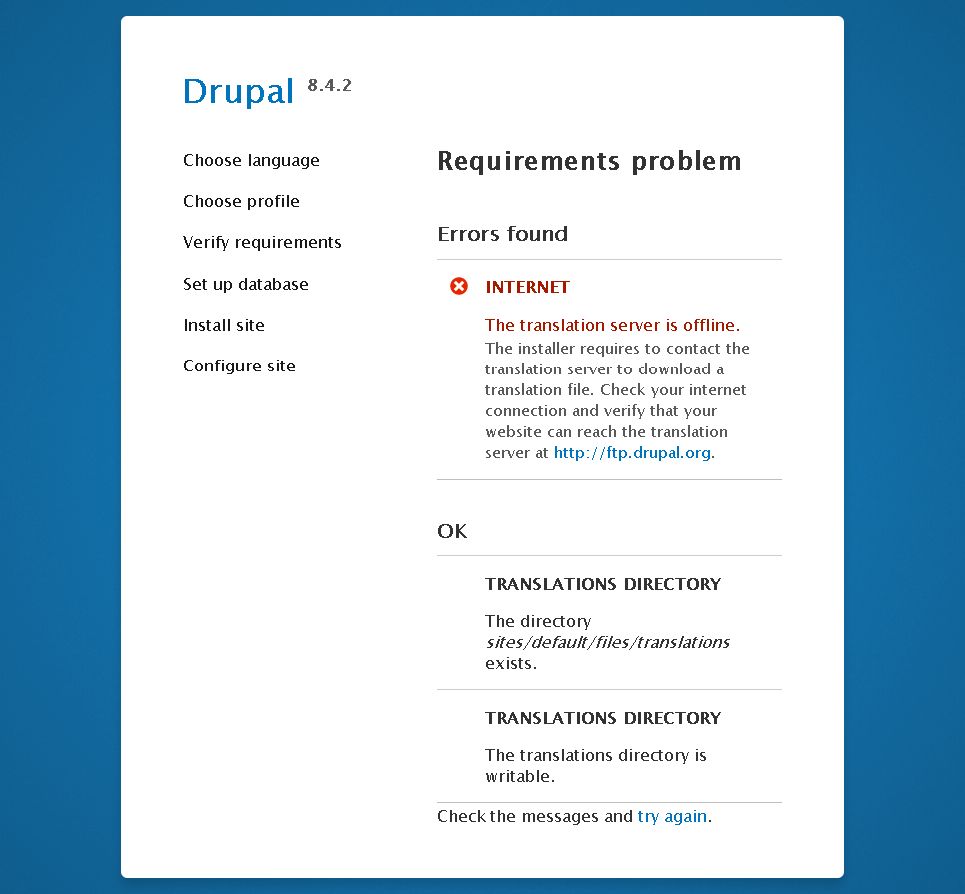 Drupal 8.4.2
Choose language
Choose profile
Verify requirements
Set up database
Install site
Configure site
Requirements problem
Errors found
INTERNET
The translation server is offline.
The installer requires to contact the
translation server to download a
translation file. Check your internet
connection and verify that your
website can reach the translation
server at http://ftp.drupal.org.
OK
TRANSLATIONS DIRECTORY
The directory
sites/default/files/translations
exists.
TRANSLATIONS DIRECTORY
The translations directory is
writable.
Check the messages and try again.